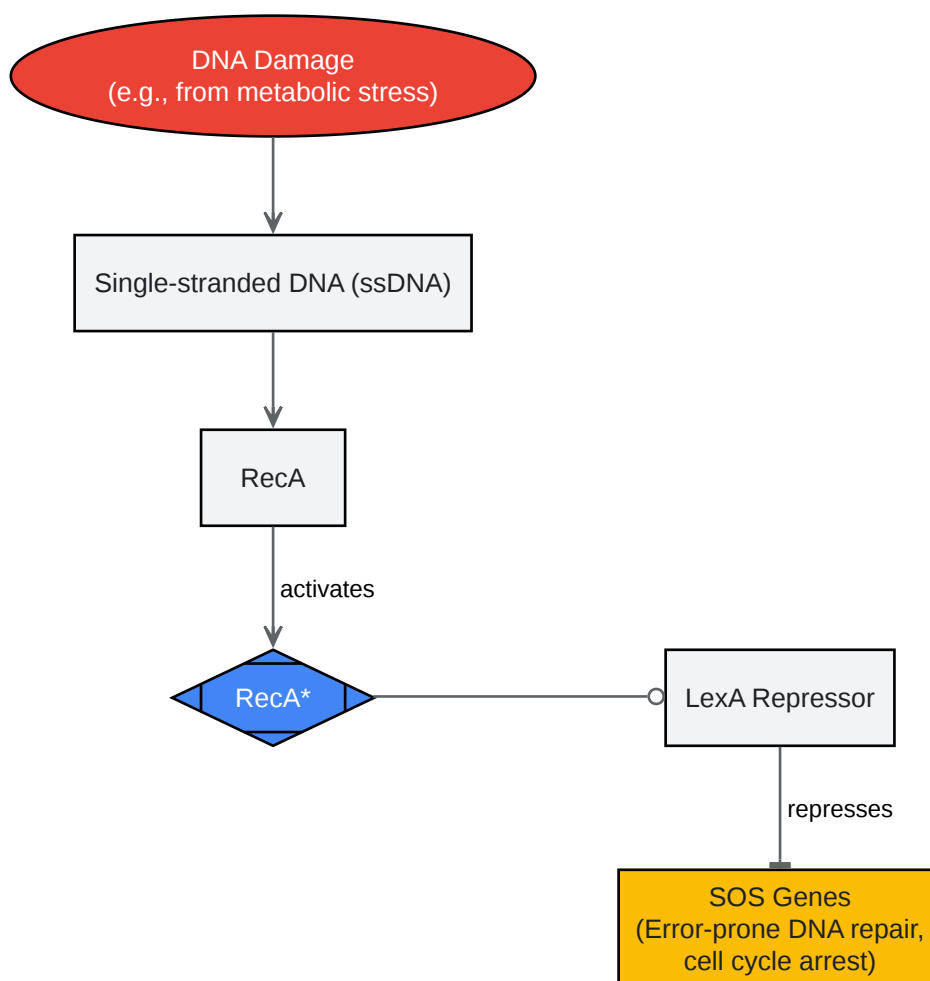 DNA Damage
(e.g., from metabolic stress)
Single-stranded DNA (ssDNA)
RecA
activates
RecA*
LexA Repressor
represses
SOS Genes
(Error-prone DNA repair,
cell cycle arrest)